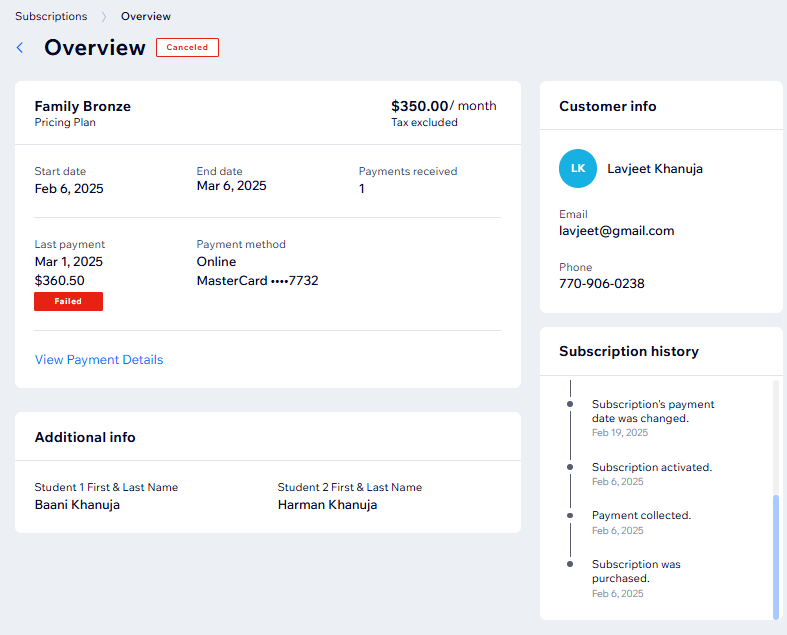 Subscriptions > Overview
Overview Canceled
Family Bronze
Pricing Plan
$350.00/ month
Tax excluded
Start date
Feb 6, 2025
End date
Mar 6, 2025
Payments received
1
Last payment
Mar 1, 2025
$360.50
Failed
Payment method
Online
MasterCard ••••7732
View Payment Details
Additional info
Student 1 First & Last Name
Baani Khanuja
Student 2 First & Last Name
Harman Khanuja
Customer info
LK
Lavjeet Khanuja
Email
lavjeet@gmail.com
Phone
770-906-0238
Subscription history
Subscription's payment
date was changed.
Feb 19, 2025
Subscription activated.
Feb 6, 2025
Payment collected.
Feb 6, 2025
Subscription was
purchased.
Feb 6, 2025